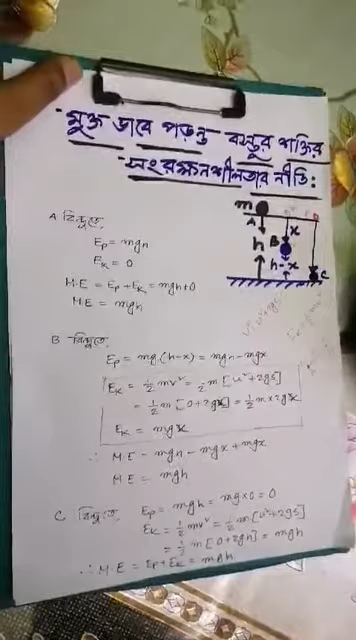 মুক্ত ভাবে পড়ন্ত বস্তুর শক্তির
সংরক্ষনশীলতার নীতি:
m
A
h
x
B
h-x
C
A বিন্দুতে,
Ep = mgh
Ek = 0
M.E = Ep + Ek = mgh+0
M.E = mgh
B বিন্দুতে,
Ep = mg(h-x) = mgh - mgx
Ek = 1/2 mv² = 1/2 m [u²+2gs]
= 1/2 m [0+2gx] = 1/2 m×2gx
Ek = mgx
∴ M.E = mgh - mgx + mgx
M.E = mgh
C বিন্দুতে,
Ep = mgh = mg×0 = 0
Ek = 1/2 mv² = 1/2 m[u²+2gs]
= 1/2 m[0+2gh] = mgh
∴ M.E = Ep+Ek = mgh